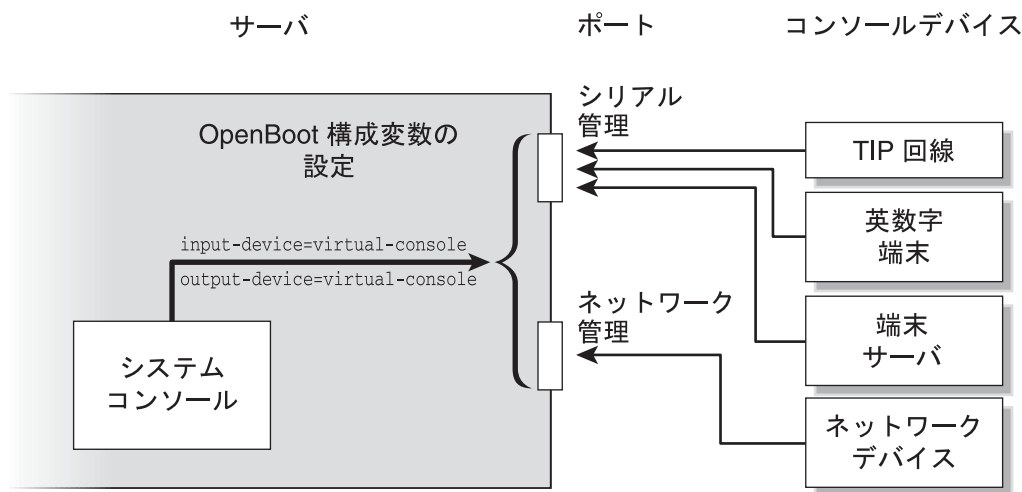 サーバ
ポート
コンソールデバイス
OpenBoot 構成変数の
設定
input-device=virtual-console
output-device=virtual-console
システム
コンソール
シリアル
管理
ネットワーク
管理
TIP 回線
英数字
端末
端末
サーバ
ネットワーク
デバイス